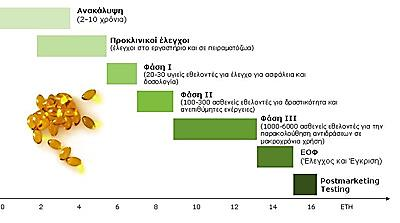 Ανακάλυψη
(2-10 χρόνια)
Προκλινικοί έλεγχοι
(έλεγχοι στο εργαστήριο και σε πειραματόζωα)
Φάση Ι
(20-30 υγιείς εθελοντές για έλεγχο για ασφάλεια και
δοσολογία)
Φάση ΙΙ
(100-300 ασθενείς εθελοντές για δραστικότητα και
ανεπιθύμητες ενέργειες)
Φάση ΙΙΙ
(1000-6000 ασθενείς εθελοντές για την
παρακολούθηση αντιδράσεων σε
μακροχρόνια χρήση)
ΕΟΦ
(Έλεγχος και Έγκριση)
Postmarketing
Testing
0 2 4 6 8 10 12 14 16 ΕΤΗ